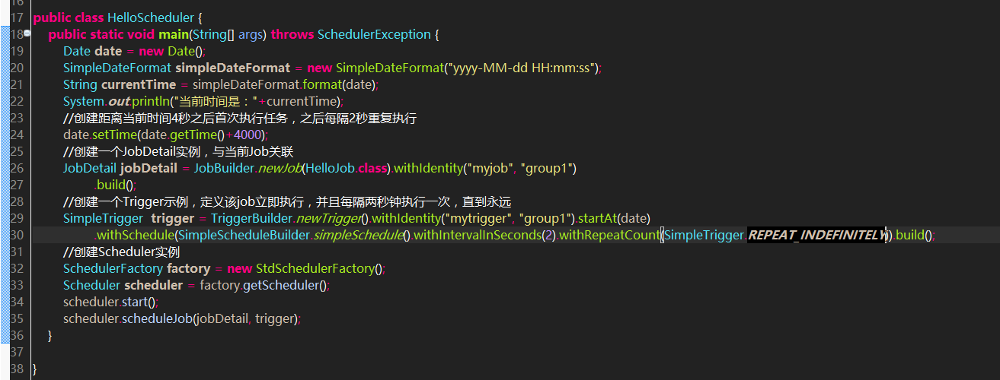 16
17 public class HelloScheduler {
18 public static void main(String[] args) throws SchedulerException {
19 Date date = new Date();
20 SimpleDateFormat simpleDateFormat = new SimpleDateFormat("yyyy-MM-dd HH:mm:ss");
21 String currentTime = simpleDateFormat.format(date);
22 System.out.println("当前时间是："+currentTime);
23 //创建距离当前时间4秒之后首次执行任务，之后每隔2秒重复执行
24 date.setTime(date.getTime()+4000);
25 //创建一个JobDetail实例，与当前Job关联
26 JobDetail jobDetail = JobBuilder.newJob(HelloJob.class).withIdentity("myjob", "group1")
27 .build();
28 //创建一个Trigger示例，定义该job立即执行，并且每隔两秒钟执行一次，直到永远
29 SimpleTrigger trigger = TriggerBuilder.newTrigger().withIdentity("mytrigger", "group1").startAt(date)
30 .withSchedule(SimpleScheduleBuilder.simpleSchedule().withIntervalInSeconds(2).withRepeatCount(SimpleTrigger.REPEAT_INDEFINITELY)).build();
31 //创建Scheduler实例
32 SchedulerFactory factory = new StdSchedulerFactory();
33 Scheduler scheduler = factory.getScheduler();
34 scheduler.start();
35 scheduler.scheduleJob(jobDetail, trigger);
36 }
37
38 }